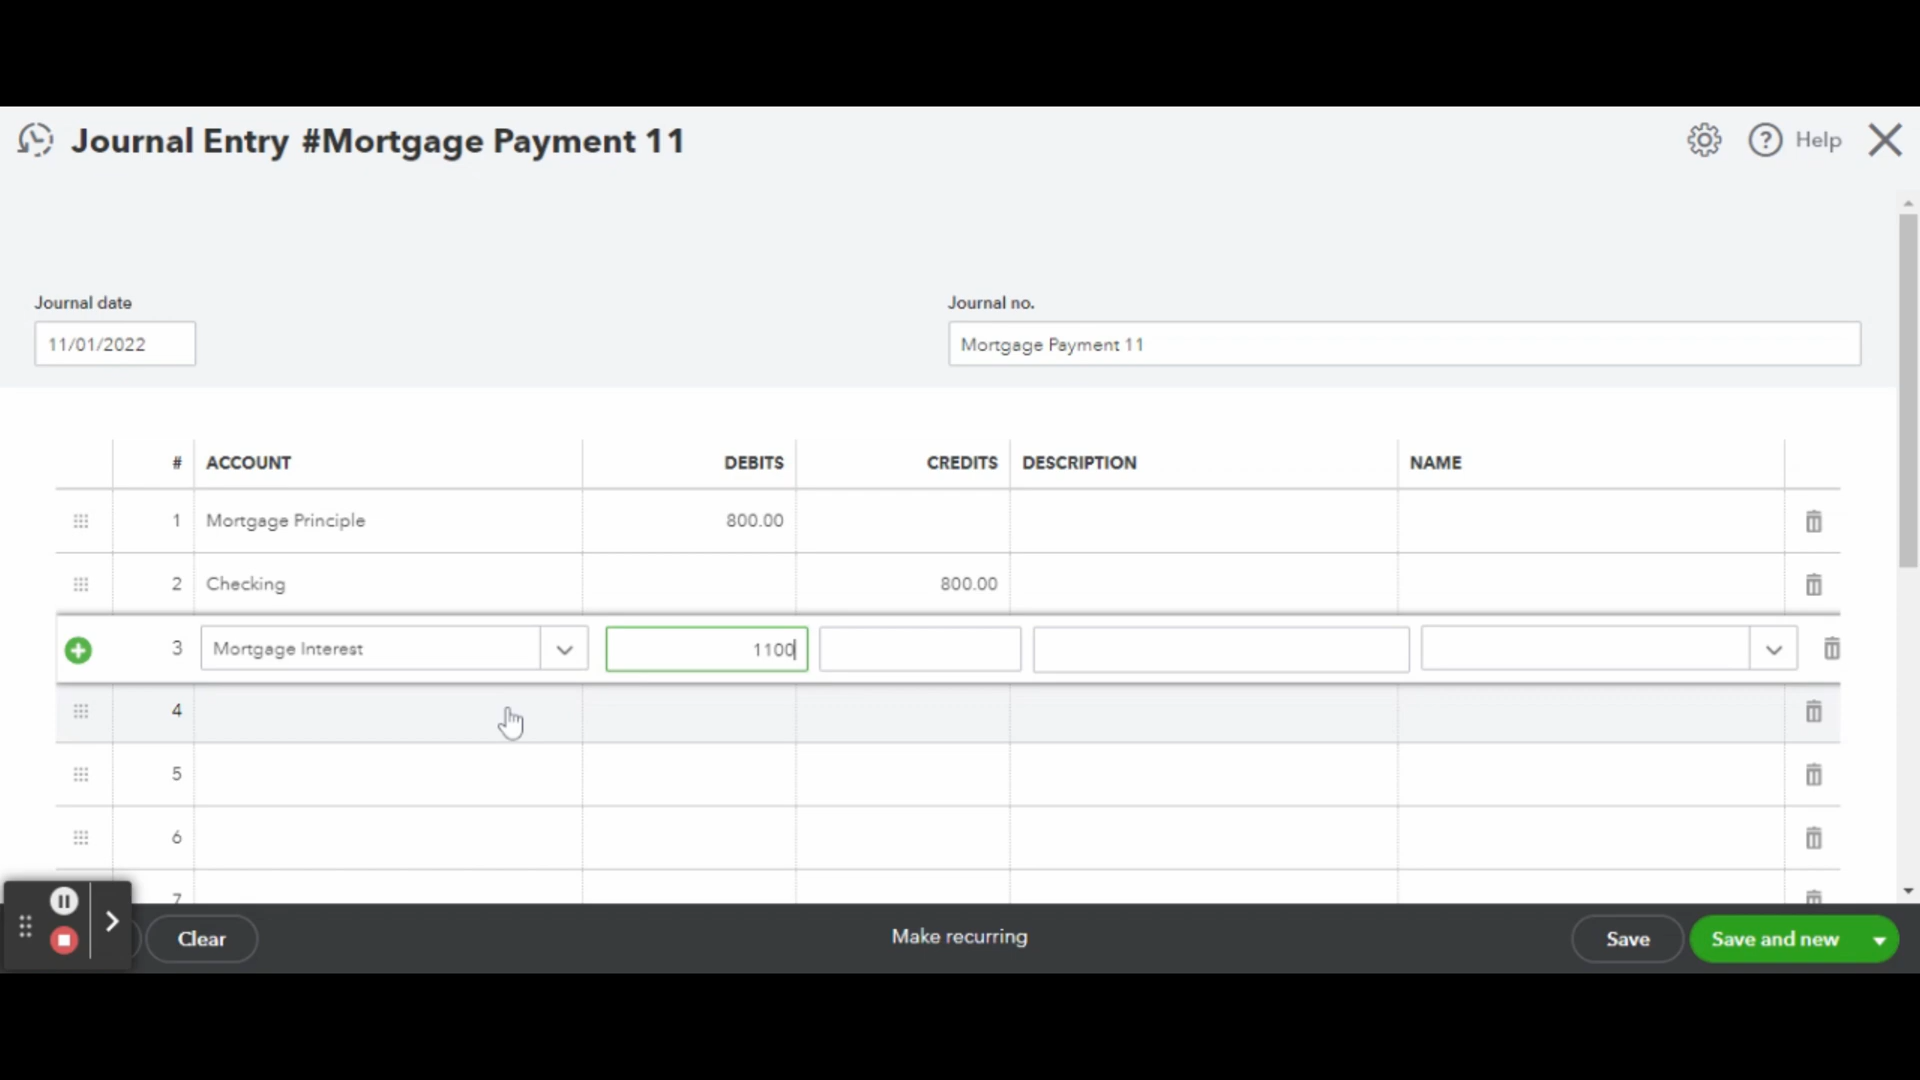 Journal Entry #Mortgage Payment 11
Help
Journal date
Journal no.
11/01/2022
Mortgage Payment 11
# ACCOUNT DEBITS CREDITS DESCRIPTION NAME
1 Mortgage Principle 800.00
2 Checking 800.00
3 Mortgage Interest 1100
4
5
6
7
Clear
Make recurring
Save
Save and new